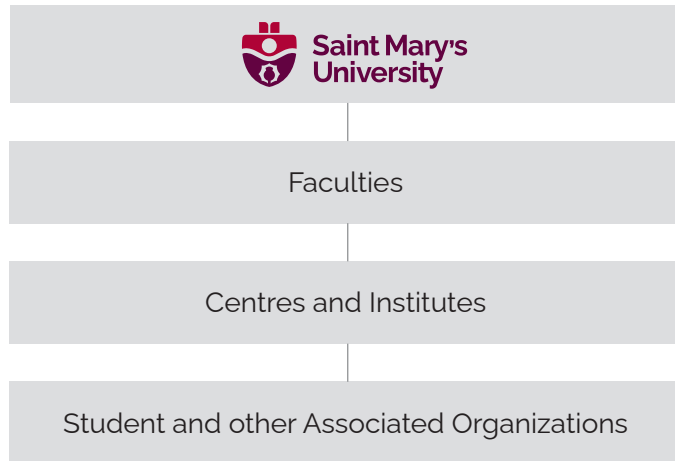 Saint Mary's
University
Faculties
Centres and Institutes
Student and other Associated Organizations